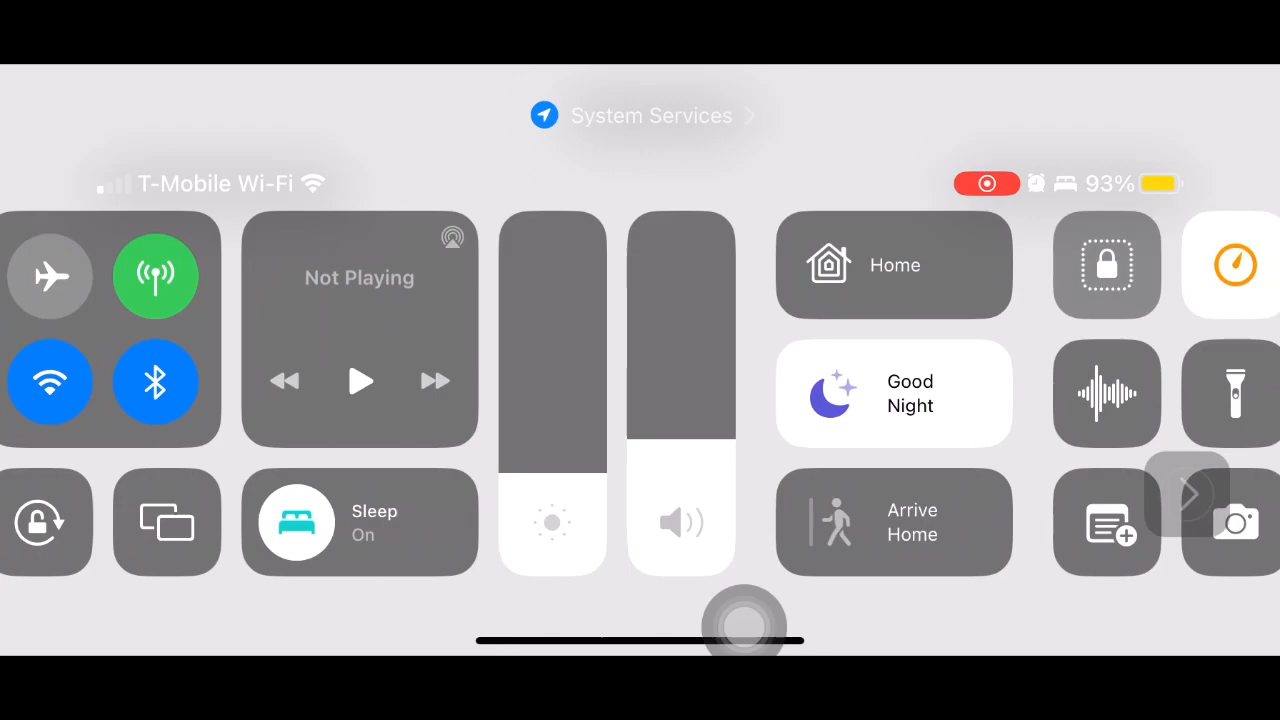 System Services
T-Mobile Wi-Fi
93%
Not Playing
Home
Good
Night
Sleep
On
Arrive
Home